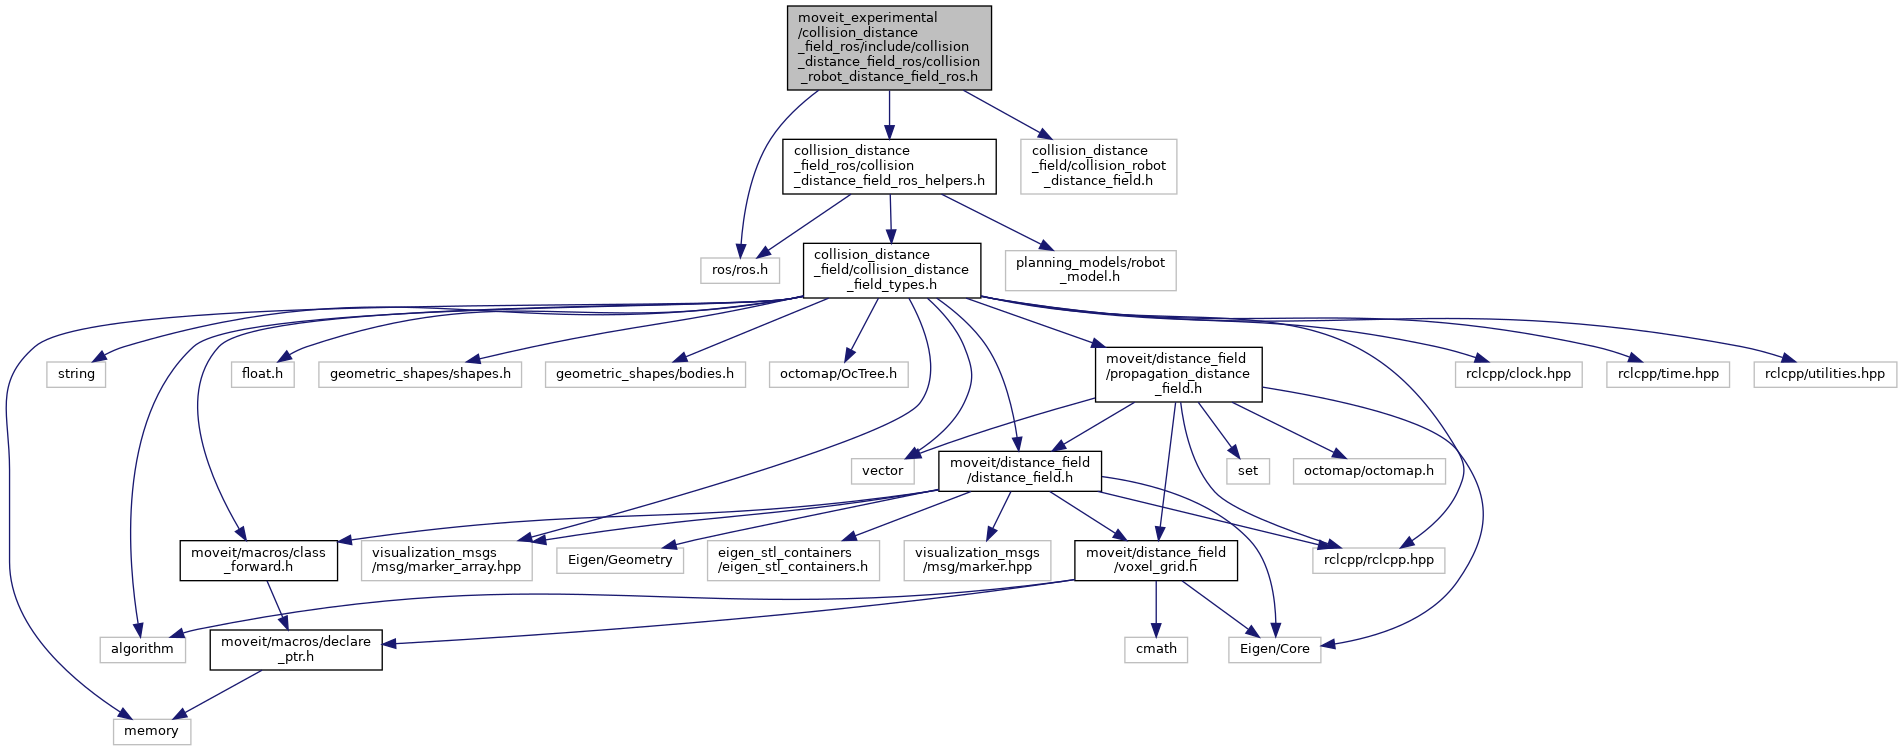 moveit_experimental
/collision_distance
_field_ros/include/collision
_distance_field_ros/collision
_robot_distance_field_ros.h
collision_distance
_field_ros/collision
_distance_field_ros_helpers.h
collision_distance
_field/collision_robot
_distance_field.h
ros/ros.h
collision_distance
_field/collision_distance
_field_types.h
planning_models/robot
_model.h
string
float.h
geometric_shapes/shapes.h
geometric_shapes/bodies.h
octomap/OcTree.h
moveit/distance_field
/propagation_distance
_field.h
rclcpp/clock.hpp
rclcpp/time.hpp
rclcpp/utilities.hpp
vector
moveit/distance_field
/distance_field.h
set
octomap/octomap.h
moveit/macros/class
_forward.h
visualization_msgs
/msg/marker_array.hpp
Eigen/Geometry
eigen_stl_containers
/eigen_stl_containers.h
visualization_msgs
/msg/marker.hpp
moveit/distance_field
/voxel_grid.h
rclcpp/rclcpp.hpp
algorithm
moveit/macros/declare
_ptr.h
cmath
Eigen/Core
memory